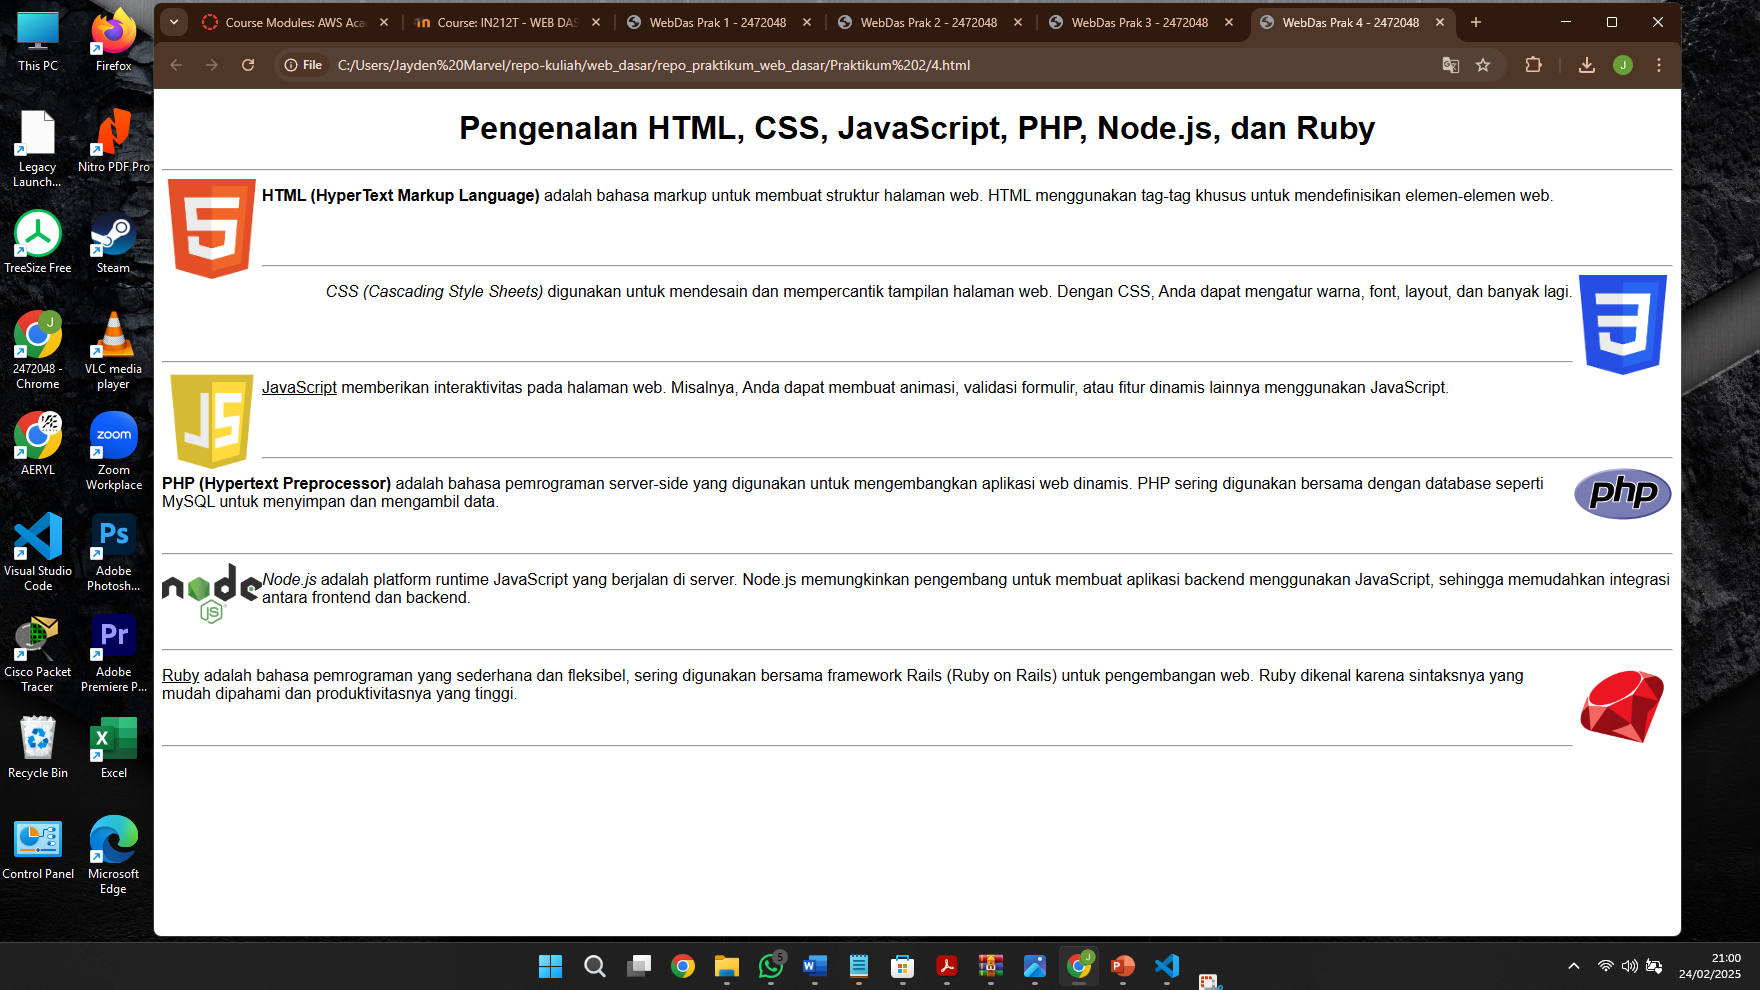 Course Modules: AWS Aca
Course: IN212T - WEB DAS
WebDas Prak 1 - 2472048
WebDas Prak 2 - 2472048
WebDas Prak 3 - 2472048
WebDas Prak 4 - 2472048
File
C:/Users/Jayden%20Marvel/repo-kuliah/web_dasar/repo_praktikum_web_dasar/Praktikum%202/4.html
J
Pengenalan HTML, CSS, JavaScript, PHP, Node.js, dan Ruby
HTML (HyperText Markup Language) adalah bahasa markup untuk membuat struktur halaman web. HTML menggunakan tag-tag khusus untuk mendefinisikan elemen-elemen web.
CSS (Cascading Style Sheets) digunakan untuk mendesain dan mempercantik tampilan halaman web. Dengan CSS, Anda dapat mengatur warna, font, layout, dan banyak lagi.
JS
JavaScript memberikan interaktivitas pada halaman web. Misalnya, Anda dapat membuat animasi, validasi formulir, atau fitur dinamis lainnya menggunakan JavaScript.
PHP (Hypertext Preprocessor) adalah bahasa pemrograman server-side yang digunakan untuk mengembangkan aplikasi web dinamis. PHP sering digunakan bersama dengan database seperti
MySQL untuk menyimpan dan mengambil data.
php
node
JS
Node.js adalah platform runtime JavaScript yang berjalan di server. Node.js memungkinkan pengembang untuk membuat aplikasi backend menggunakan JavaScript, sehingga memudahkan integrasi
antara frontend dan backend.
Ruby adalah bahasa pemrograman yang sederhana dan fleksibel, sering digunakan bersama framework Rails (Ruby on Rails) untuk pengembangan web. Ruby dikenal karena sintaksnya yang
mudah dipahami dan produktivitasnya yang tinggi.
This PC
Firefox
Legacy
Launch...
Nitro PDF Pro
TreeSize Free
Steam
J
2472048 -
Chrome
VLC media
player
AERYL
zoom
Zoom
Workplace
Visual Studio
Code
Ps
Adobe
Photosh...
Cisco Packet
Tracer
Pr
Adobe
Premiere P...
Recycle Bin
X
Excel
Control Panel
Microsoft
Edge
5
W
J
P
21:00
24/02/2025